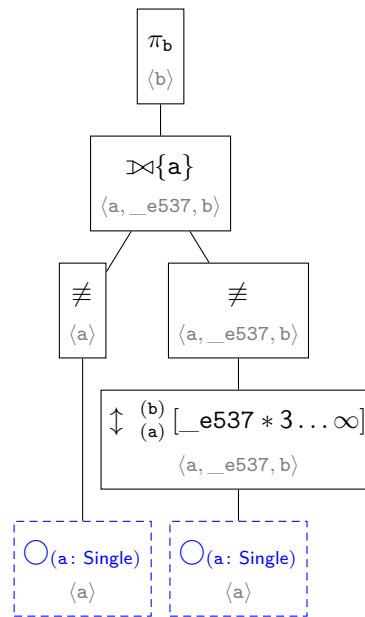 π_b
⟨b⟩
⟕{a}
⟨a, __e537, b⟩
≢
⟨a⟩
≢
⟨a, __e537, b⟩
↕ (b) (a) [__e537 ∗ 3 … ∞]
⟨a, __e537, b⟩
◯(a: Single)
⟨a⟩
◯(a: Single)
⟨a⟩